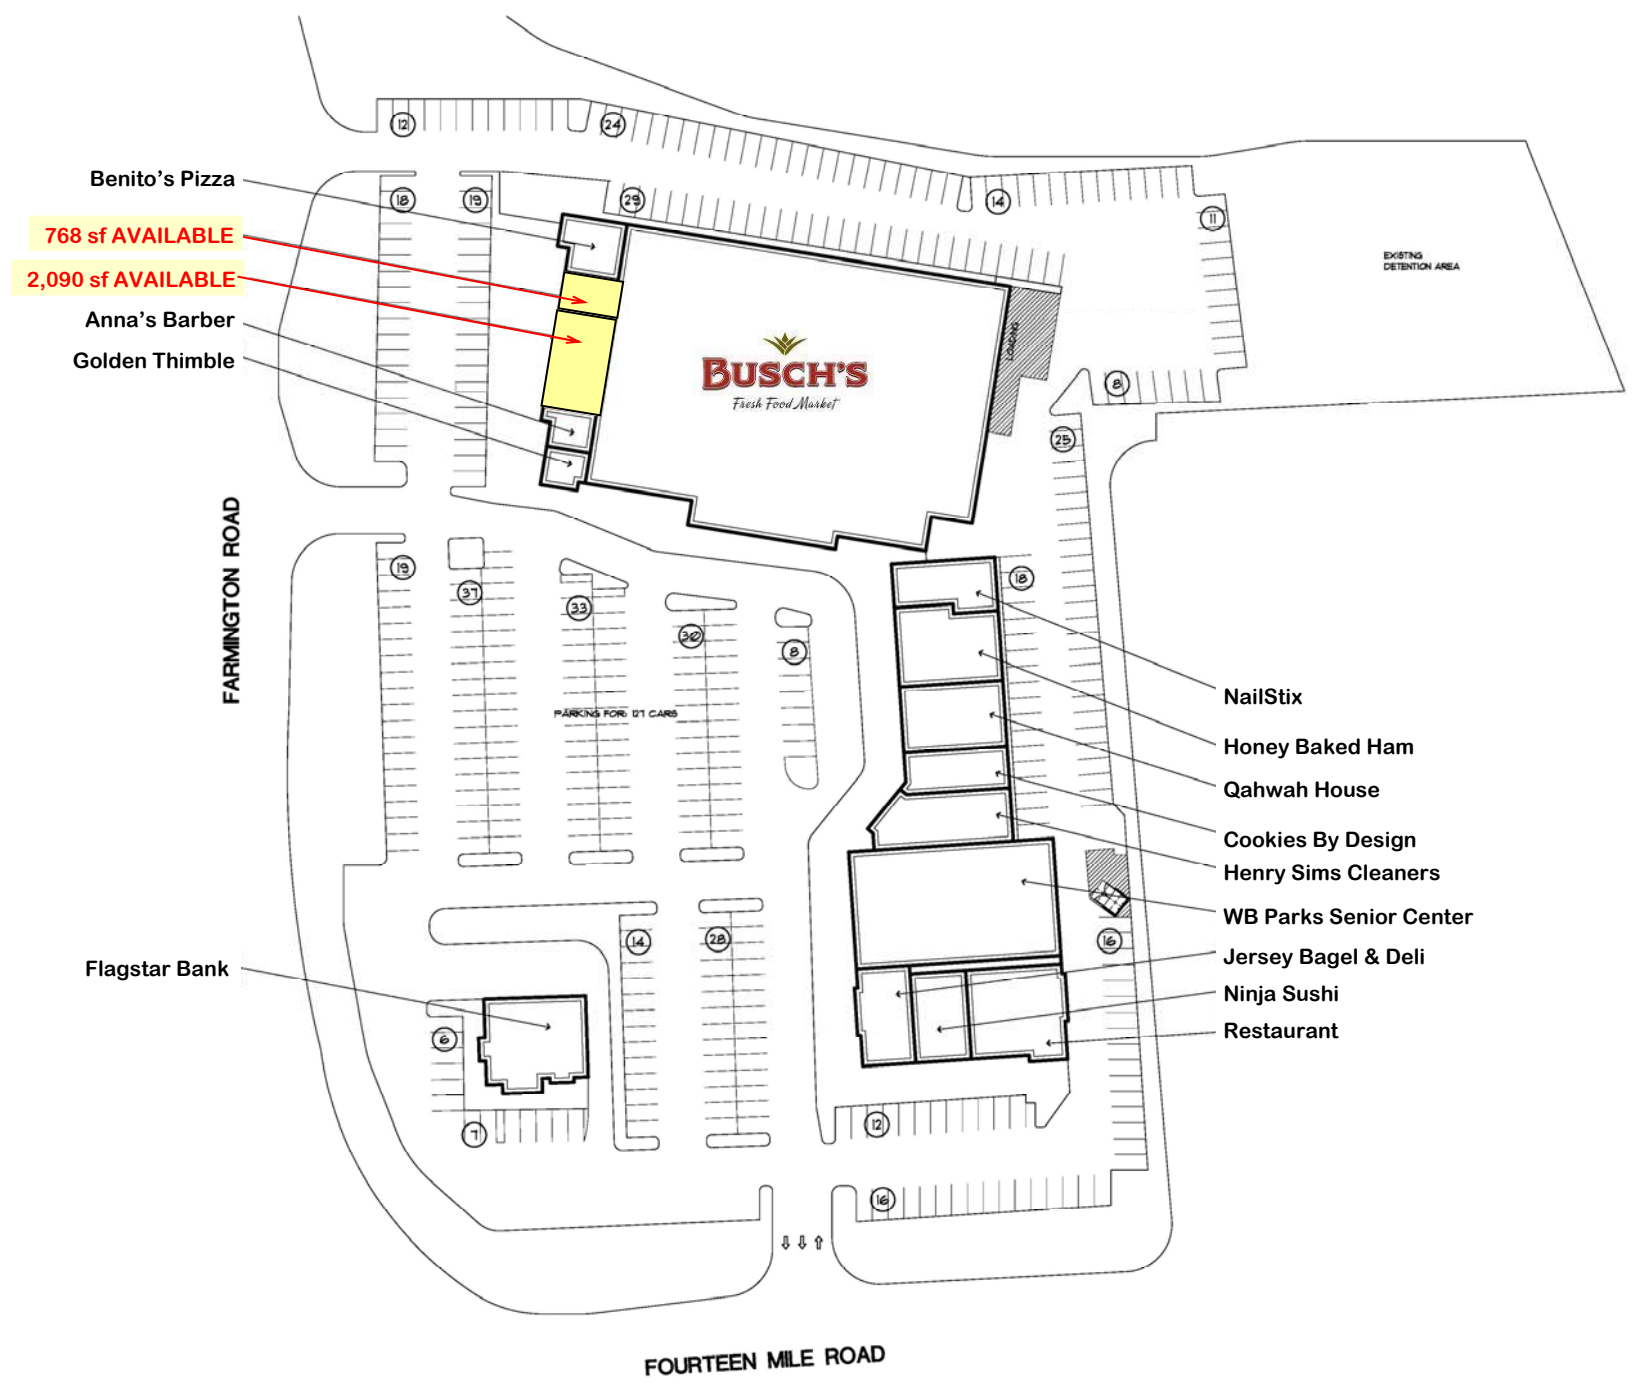 12
24
Benito's Pizza
18
19
29
14
11
768 sf AVAILABLE
2,090 sf AVAILABLE
EXISTING
DETENTION AREA
Anna's Barber
Golden Thimble
LOADING
BUSCH'S
Fresh Food Market
8
25
FARMINGTON ROAD
19
37
33
30
8
18
PARKING FOR: 127 CARS
NailStix
Honey Baked Ham
Qahwah House
Cookies By Design
Henry Sims Cleaners
WB Parks Senior Center
Jersey Bagel & Deli
Ninja Sushi
Restaurant
14
28
16
Flagstar Bank
6
7
12
16
FOURTEEN MILE ROAD